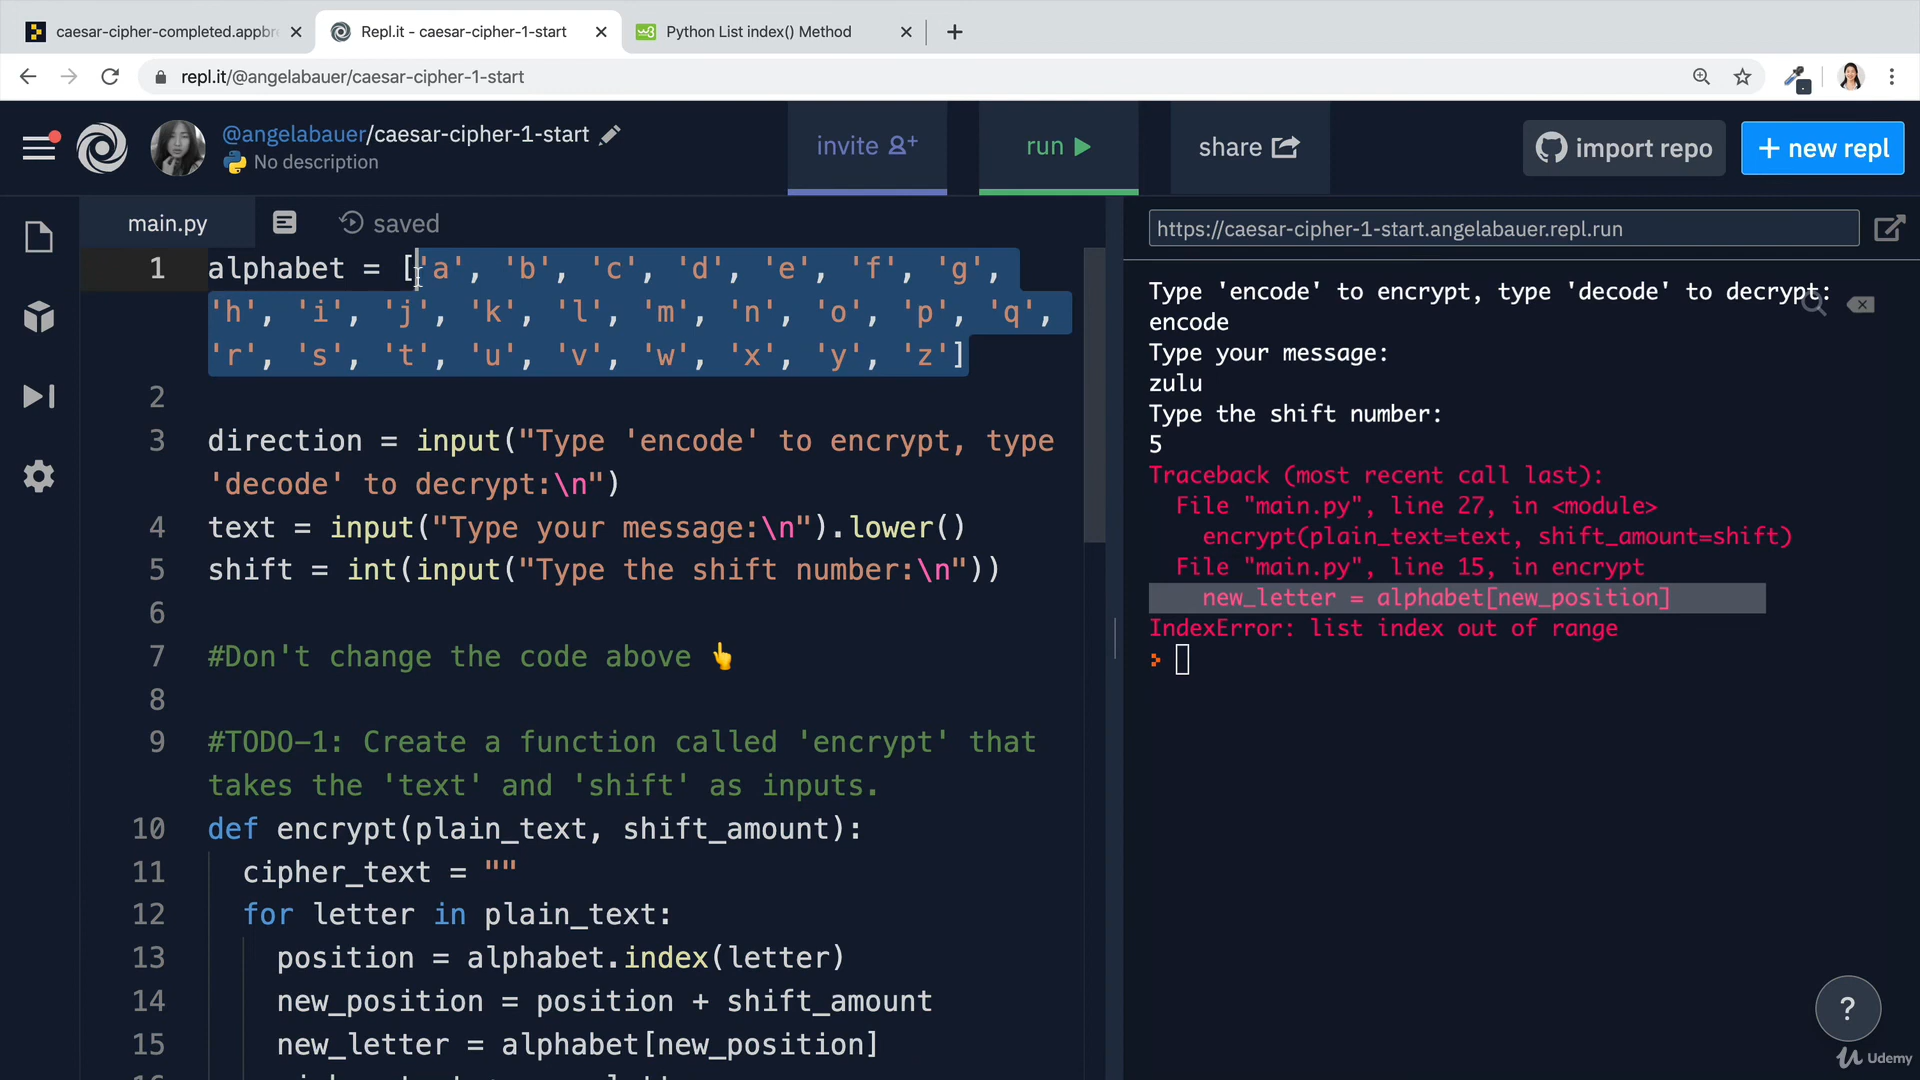 caesar-cipher-completed.appbre
Repl.it - caesar-cipher-1-start
Python List index() Method
repl.it/@angelabauer/caesar-cipher-1-start
@angelabauer/caesar-cipher-1-start
No description
invite
run
share
import repo
+ new repl
main.py
saved
https://caesar-cipher-1-start.angelabauer.repl.run
1 alphabet = ['a', 'b', 'c', 'd', 'e', 'f', 'g',
'h', 'i', 'j', 'k', 'l', 'm', 'n', 'o', 'p', 'q',
'r', 's', 't', 'u', 'v', 'w', 'x', 'y', 'z']
2
3 direction = input("Type 'encode' to encrypt, type
'decode' to decrypt:\n")
4 text = input("Type your message:\n").lower()
5 shift = int(input("Type the shift number:\n"))
6
7 #Don't change the code above 👆
8
9 #TODO-1: Create a function called 'encrypt' that
takes the 'text' and 'shift' as inputs.
10 def encrypt(plain_text, shift_amount):
11 cipher_text = ""
12 for letter in plain_text:
13 position = alphabet.index(letter)
14 new_position = position + shift_amount
15 new_letter = alphabet[new_position]
Type 'encode' to encrypt, type 'decode' to decrypt:
encode
Type your message:
zulu
Type the shift number:
5
Traceback (most recent call last):
File "main.py", line 27, in <module>
encrypt(plain_text=text, shift_amount=shift)
File "main.py", line 15, in encrypt
new_letter = alphabet[new_position]
IndexError: list index out of range
?
Udemy